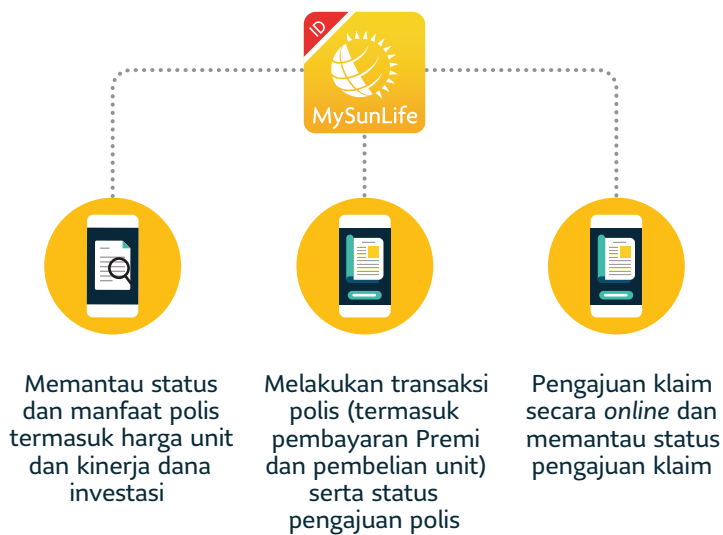 ID
MySunLife
Memantau status
dan manfaat polis
termasuk harga unit
dan kinerja dana
investasi
Melakukan transaksi
polis (termasuk
pembayaran Premi
dan pembelian unit)
serta status
pengajuan polis
Pengajuan klaim
secara online dan
memantau status
pengajuan klaim